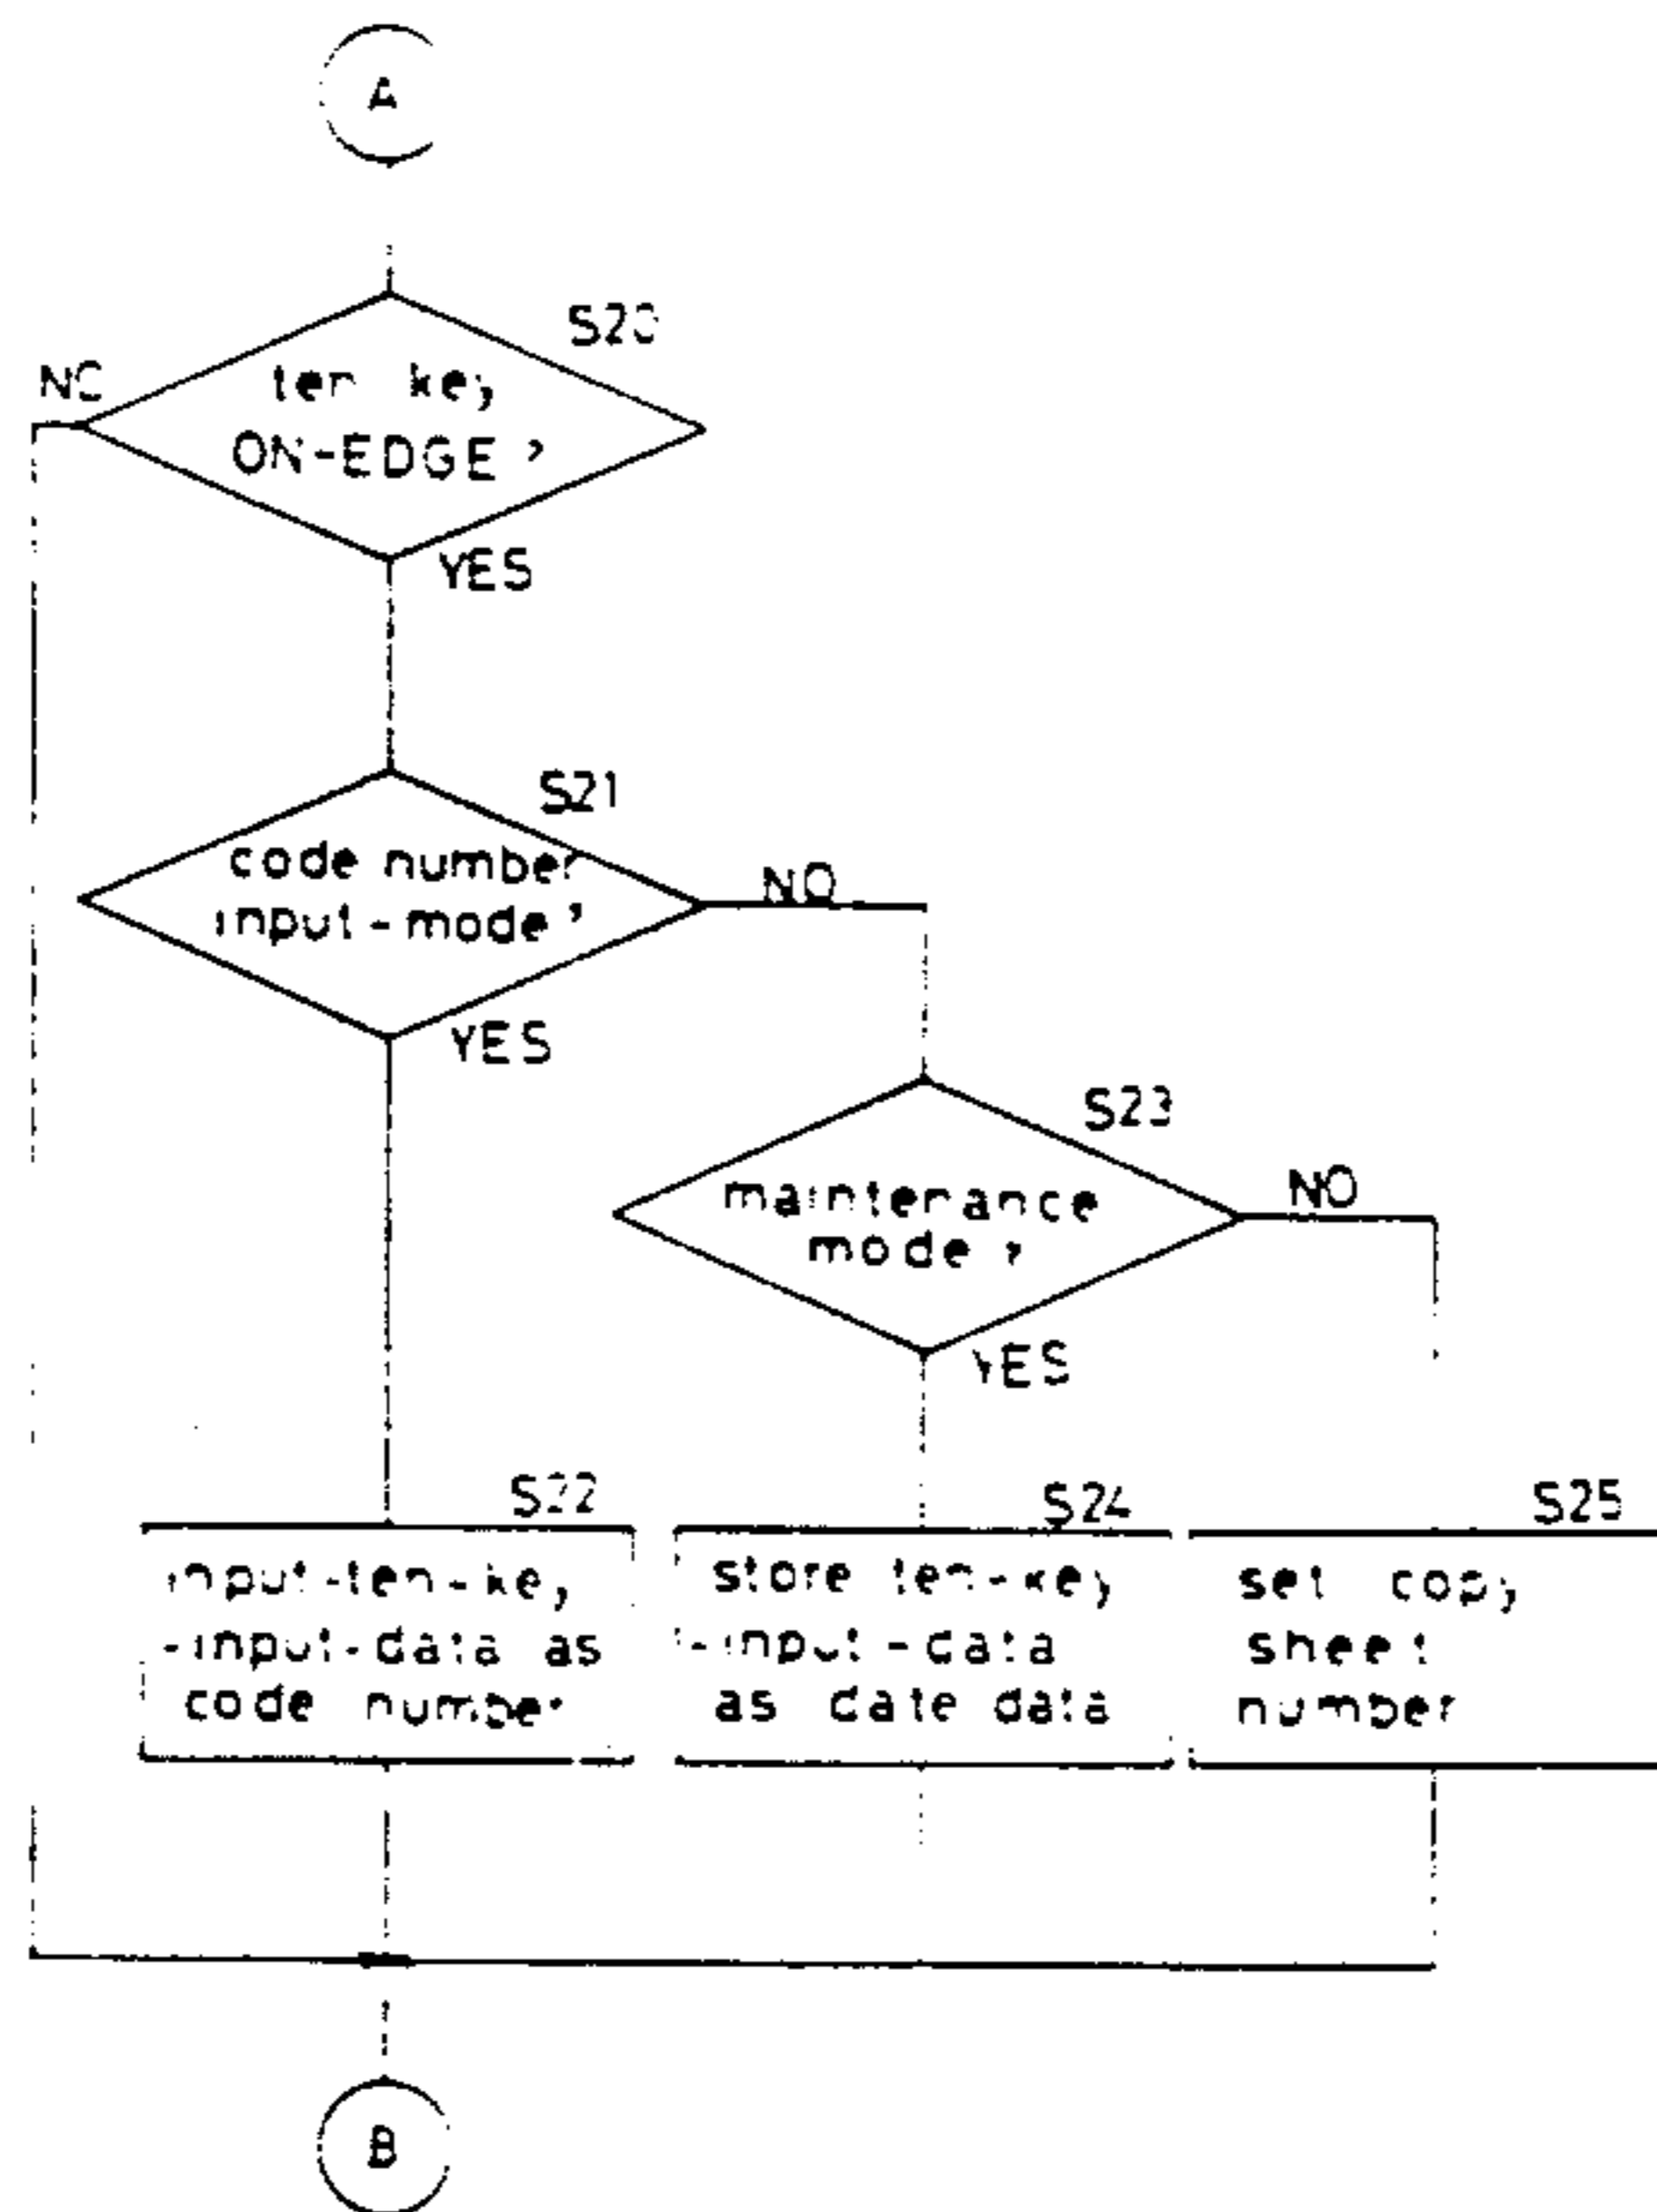 A
S20
NO
ten key
ON-EDGE ?
YES
S21
code number
input-mode ?
NO
YES
S23
maintenance
mode ?
NO
YES
S22
input-ten-key
-input-data as
code number
S24
store ten-key
-input-data
as date data
S25
set copy
sheet
number
B